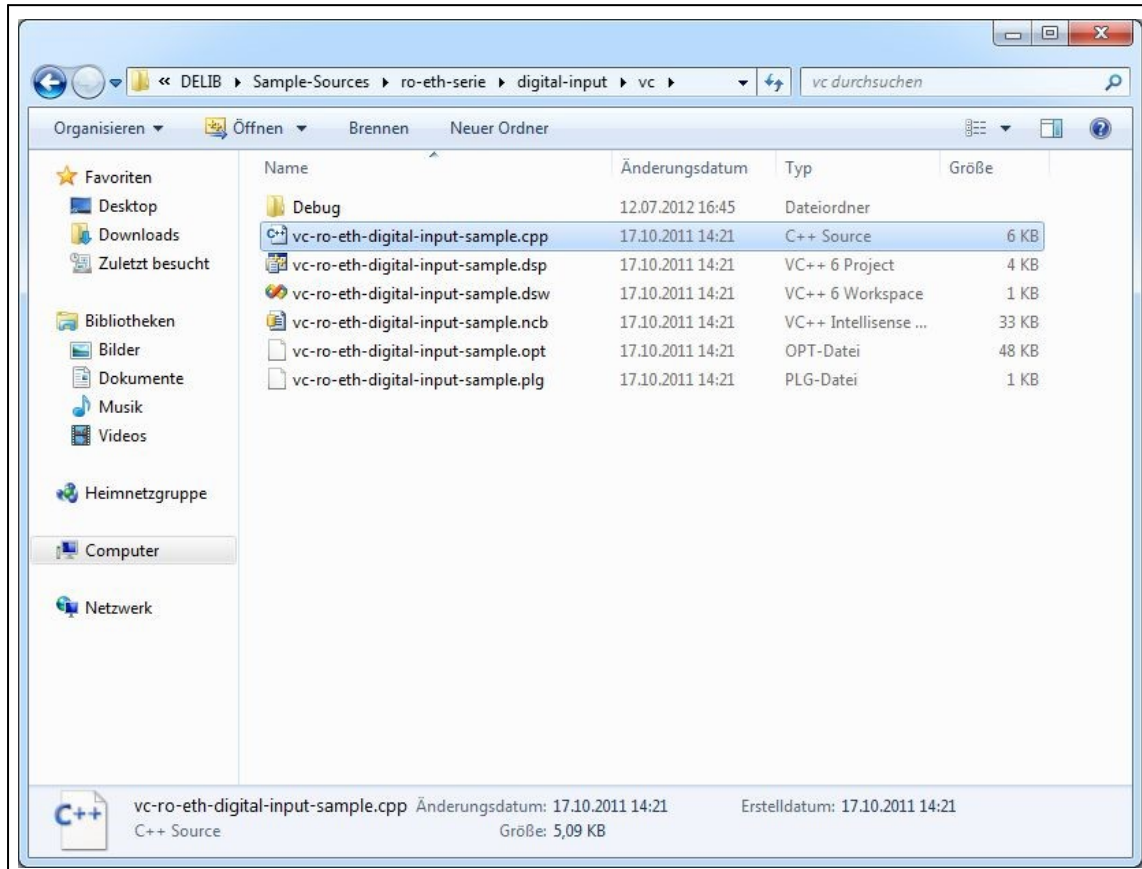 « DELIB ▸ Sample-Sources ▸ ro-eth-serie ▸ digital-input ▸ vc ▸ vc durchsuchen
Organisieren Öffnen Brennen Neuer Ordner
Name Änderungsdatum Typ Größe
Favoriten
Desktop
Downloads
Zuletzt besucht
Bibliotheken
Bilder
Dokumente
Musik
Videos
Heimnetzgruppe
Computer
Netzwerk
Debug 12.07.2012 16:45 Dateiordner
vc-ro-eth-digital-input-sample.cpp 17.10.2011 14:21 C++ Source 6 KB
vc-ro-eth-digital-input-sample.dsp 17.10.2011 14:21 VC++ 6 Project 4 KB
vc-ro-eth-digital-input-sample.dsw 17.10.2011 14:21 VC++ 6 Workspace 1 KB
vc-ro-eth-digital-input-sample.ncb 17.10.2011 14:21 VC++ Intellisense ... 33 KB
vc-ro-eth-digital-input-sample.opt 17.10.2011 14:21 OPT-Datei 48 KB
vc-ro-eth-digital-input-sample.plg 17.10.2011 14:21 PLG-Datei 1 KB
C++
vc-ro-eth-digital-input-sample.cpp Änderungsdatum: 17.10.2011 14:21 Erstelldatum: 17.10.2011 14:21
C++ Source Größe: 5,09 KB